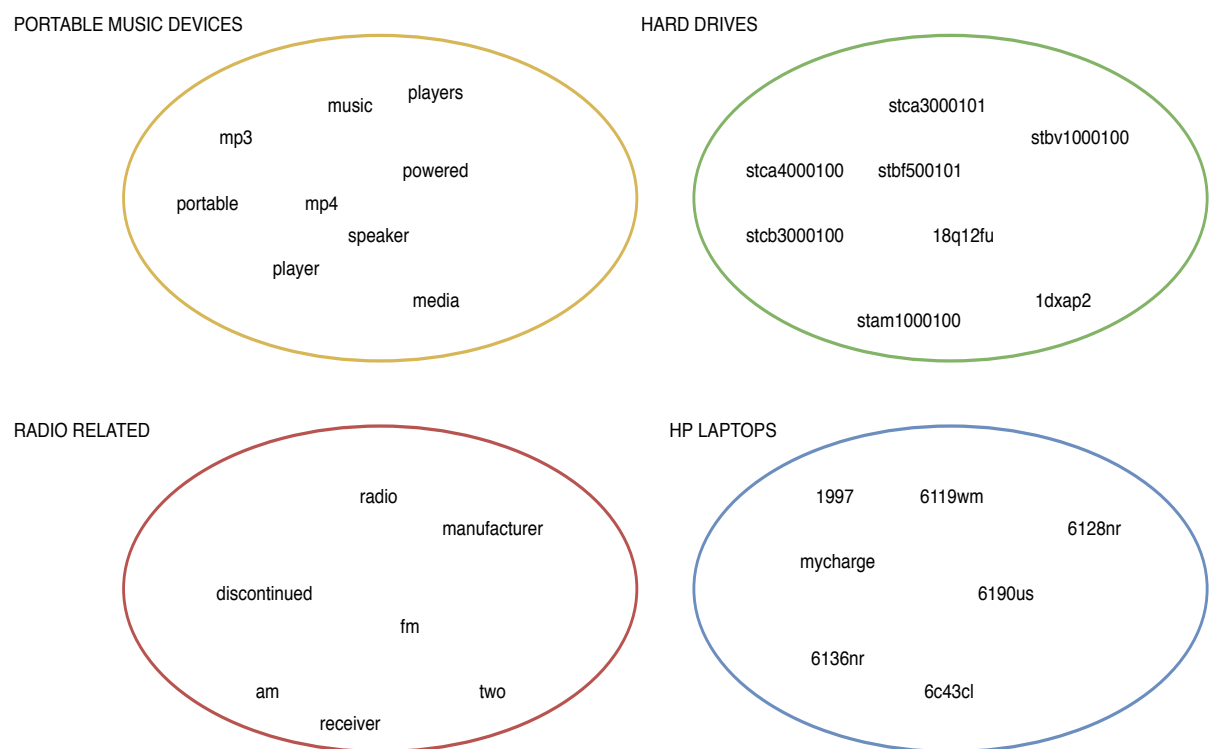 PORTABLE MUSIC DEVICES
players
music
mp3
powered
portable
mp4
speaker
player
media
HARD DRIVES
stca3000101
stbv1000100
stca4000100
stbf500101
stcb3000100
18q12fu
1dxap2
stam1000100
RADIO RELATED
radio
manufacturer
discontinued
fm
am
two
receiver
HP LAPTOPS
1997
6119wm
6128nr
mycharge
6190us
6136nr
6c43cl